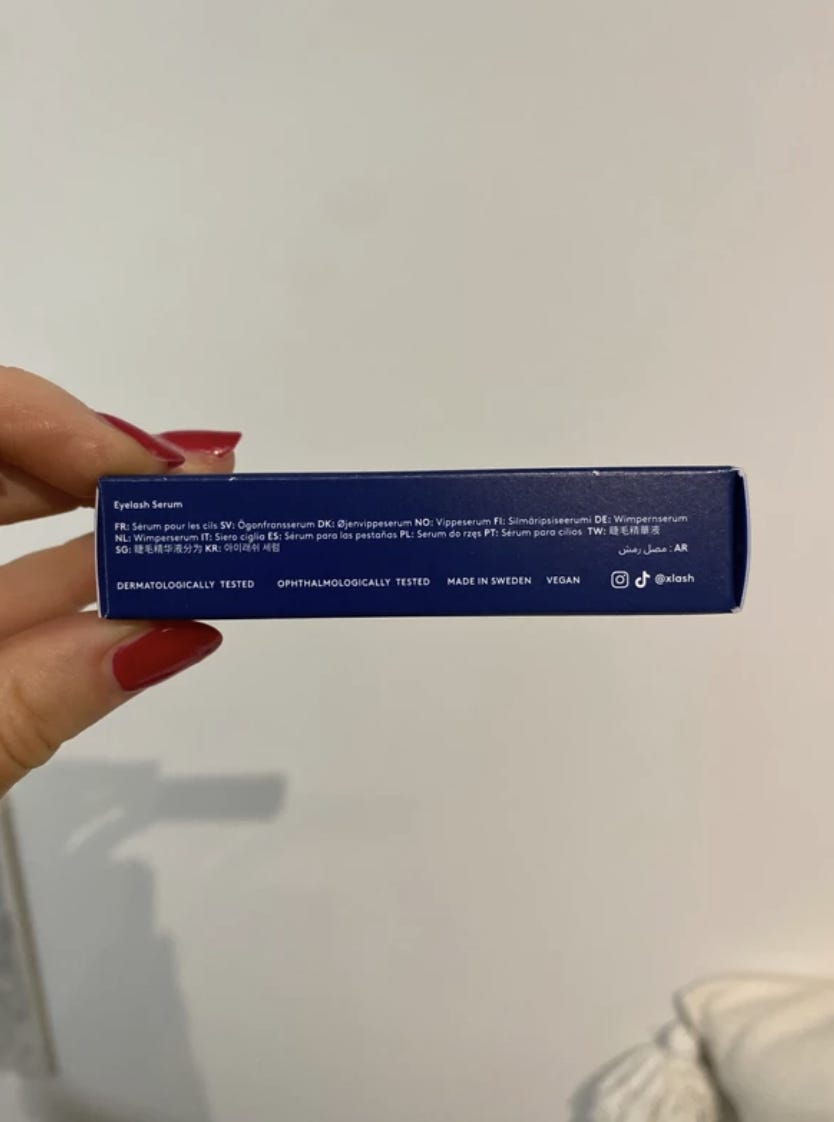 Eyelash Serum
FR: Sérum pour les cils SV: Ögonfransserum DK: Øjenvippeserum NO: Vippeserum FI: Silmäripsiseerumi DE: Wimpernserum
NL: Wimperserum IT: Siero ciglia ES: Sérum para las pestañas PL: Serum do rzęs PT: Sérum para cílios TW: 睫毛精華液
SG: 睫毛精华液分为 KR: 아이래쉬 세럼 AR : مصل رمش
DERMATOLOGICALLY TESTED OPHTHALMOLOGICALLY TESTED MADE IN SWEDEN VEGAN @xlash